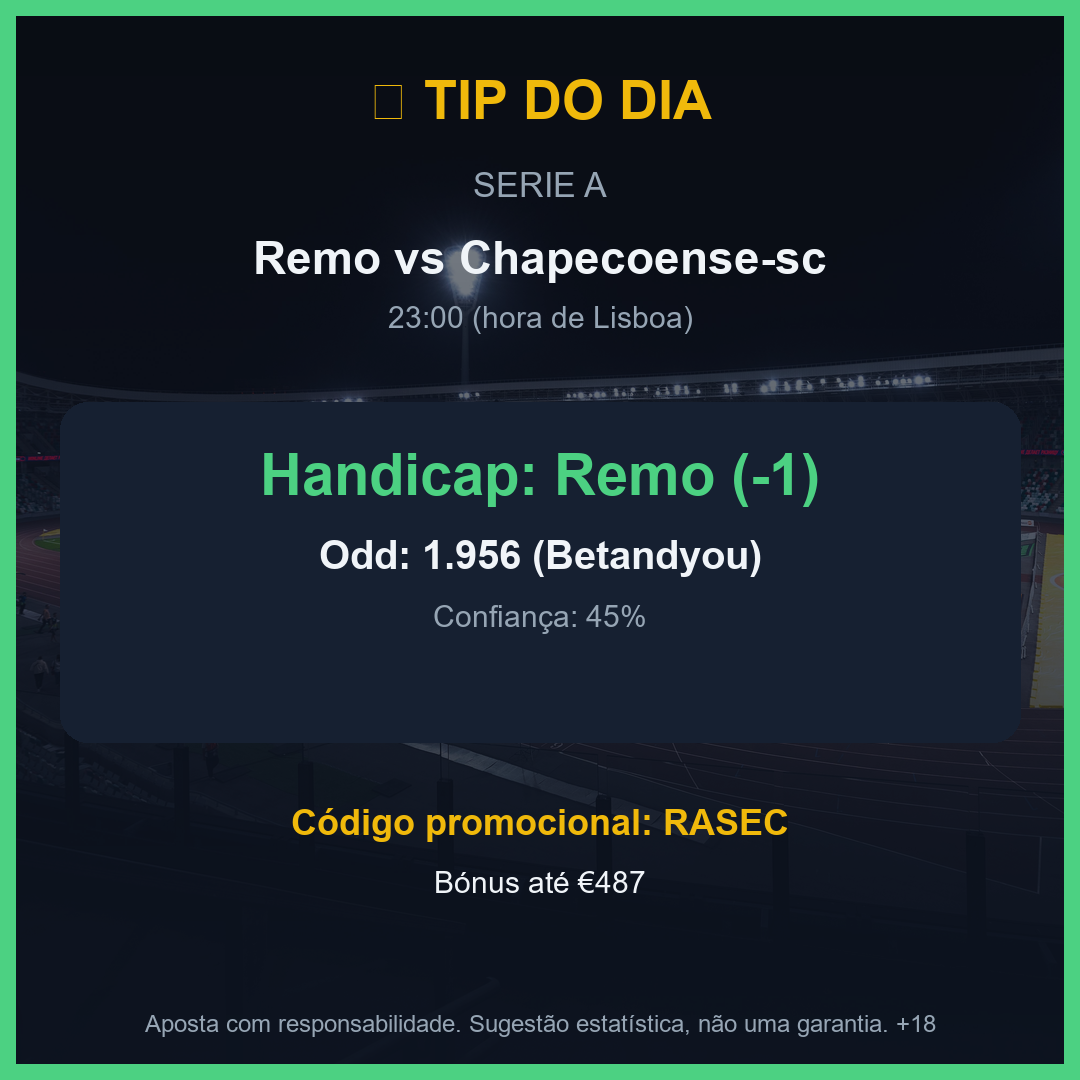 TIP DO DIA
SERIE A
Remo vs Chapecoense-sc
23:00 (hora de Lisboa)
Handicap: Remo (-1)
Odd: 1.956 (Betandyou)
Confiança: 45%
Código promocional: RASEC
Bónus até €487
Aposta com responsabilidade. Sugestão estatística, não uma garantia. +18